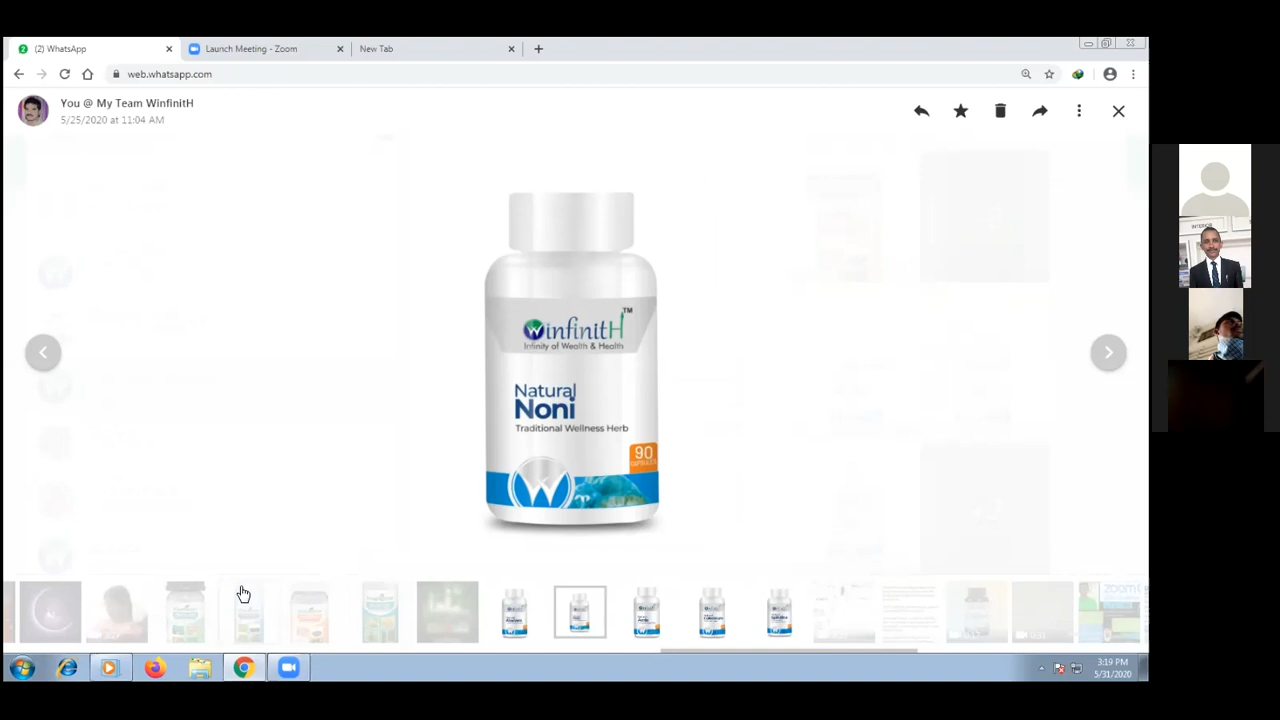 (2) WhatsApp
Launch Meeting - Zoom
New Tab
web.whatsapp.com
You @ My Team WinfinitH
5/25/2020 at 11:04 AM
WinfinitH TM
Infinity of Wealth & Health
Natural
Noni
Traditional Wellness Herb
90
CAPSULES
W
INTERIOR
3:19 PM
5/31/2020